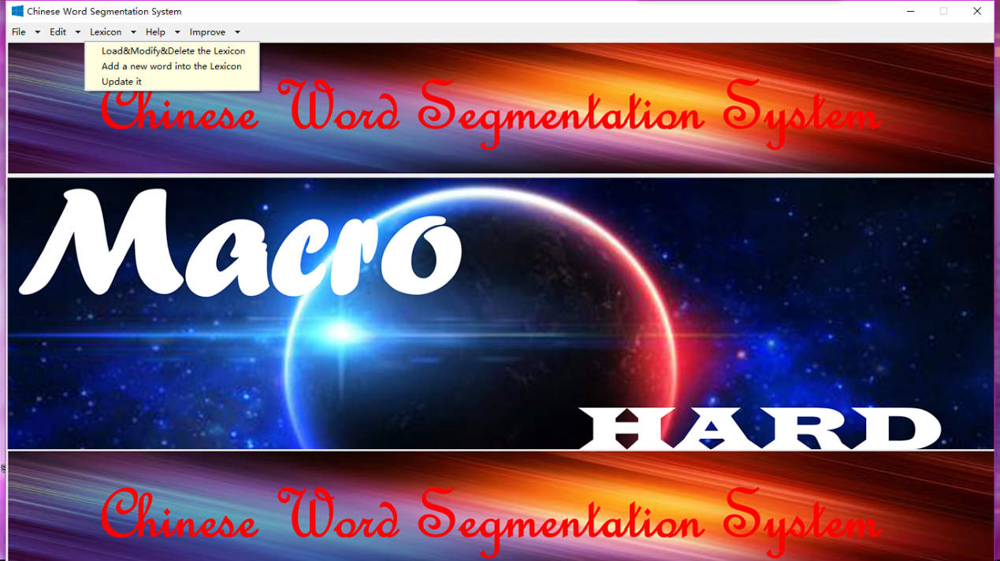 Chinese Word Segmentation System
File Edit Lexicon Help Improve
Load&Modify&Delete the Lexicon
Add a new word into the Lexicon
Update it
Chinese Word Segmentation System
Macro
HARD
Chinese Word Segmentation System